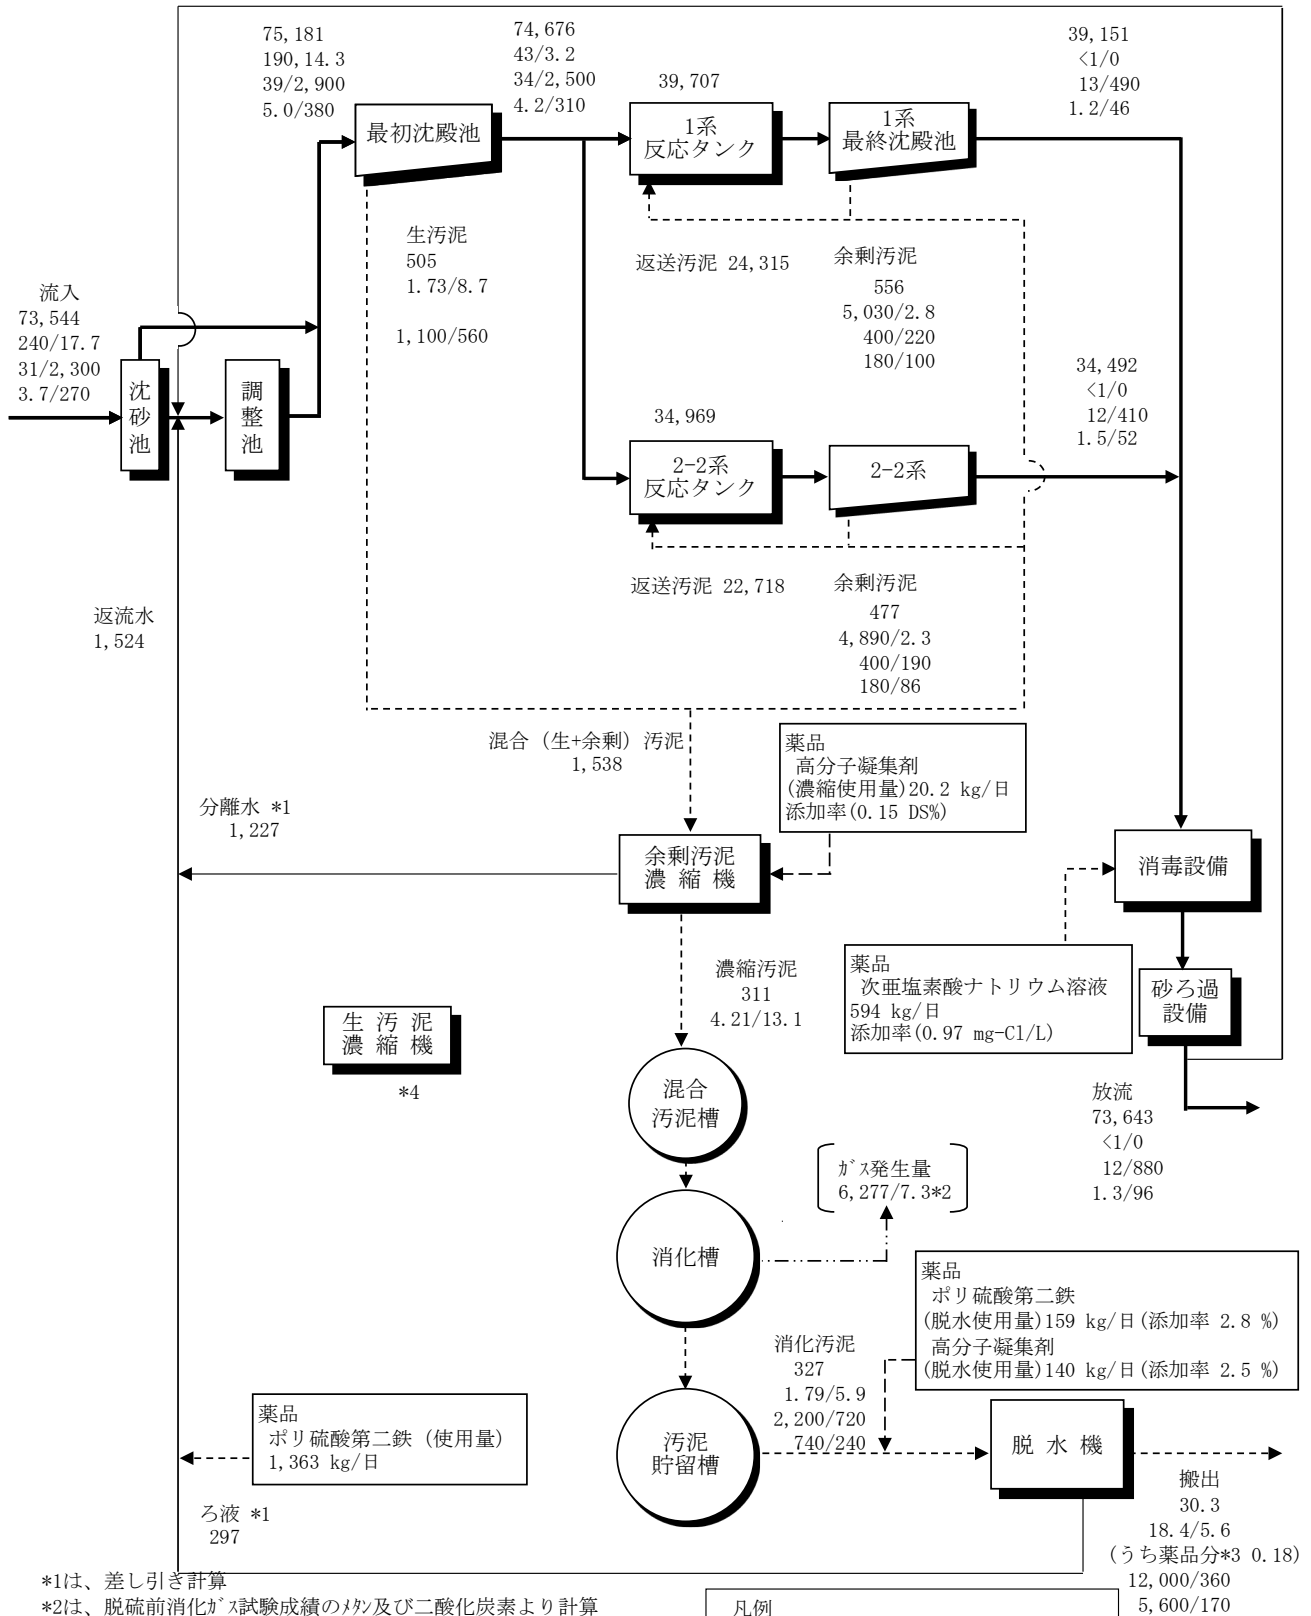 75,181
190,14.3
39/2,900
5.0/380
74,676
43/3.2
34/2,500
4.2/310
39,707
39,151
<1/0
13/490
1.2/46
最初沈殿池
1系
反応タンク
1系
最終沈殿池
生汚泥
505
1.73/8.7
1,100/560
返送汚泥 24,315
余剰汚泥
556
5,030/2.8
400/220
180/100
流入
73,544
240/17.7
31/2,300
3.7/270
沈砂池
調整池
34,492
<1/0
12/410
1.5/52
34,969
2-2系
反応タンク
2-2系
返送汚泥 22,718
余剰汚泥
477
4,890/2.3
400/190
180/86
返流水
1,524
混合（生+余剰）汚泥
1,538
薬品
高分子凝集剤
(濃縮使用量)20.2 kg/日
添加率(0.15 DS%)
分離水 *1
1,227
余剰汚泥
濃 縮 機
消毒設備
濃縮汚泥
311
4.21/13.1
薬品
次亜塩素酸ナトリウム溶液
594 kg/日
添加率(0.97 mg-Cl/L)
砂ろ過
設備
生 汚 泥
濃 縮 機
*4
混合
汚泥槽
放流
73,643
<1/0
12/880
1.3/96
ｶﾞｽ発生量
6,277/7.3*2
消化槽
薬品
ポリ硫酸第二鉄
(脱水使用量)159 kg/日(添加率 2.8 %)
高分子凝集剤
(脱水使用量)140 kg/日(添加率 2.5 %)
消化汚泥
327
1.79/5.9
2,200/720
740/240
薬品
ポリ硫酸第二鉄（使用量）
1,363 kg/日
汚泥
貯留槽
脱 水 機
ろ液 *1
297
搬出
30.3
18.4/5.6
(うち薬品分*3 0.18)
12,000/360
5,600/170
*1は、差し引き計算
*2は、脱硫前消化ｶﾞｽ試験成績のﾒﾀﾝ及び二酸化炭素より計算
凡例